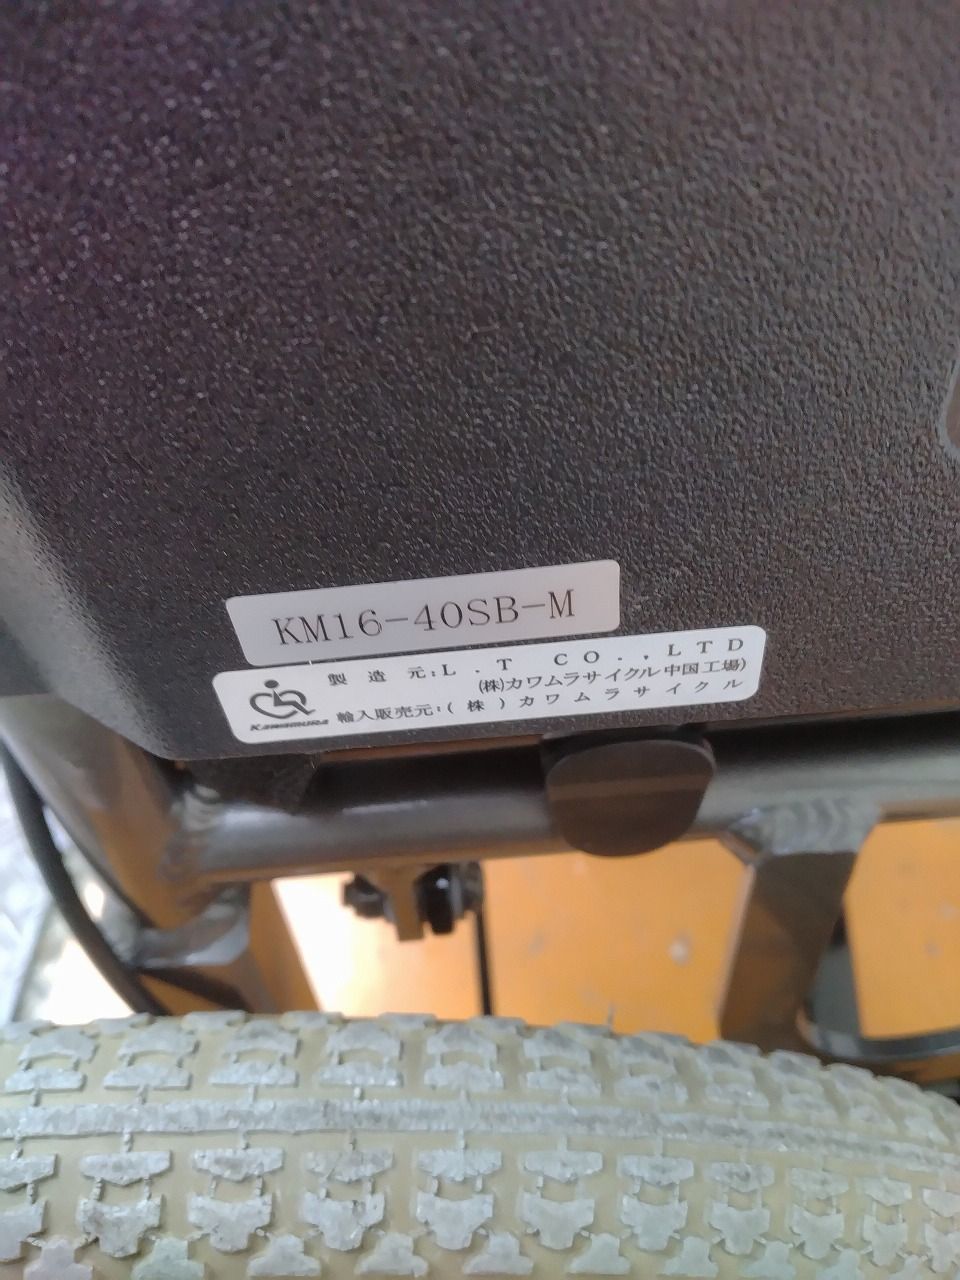 KM16-40SB-M
製造元:L.T CO.,LTD
(株)カワムラサイクル中国工場)
KAWAMURA
輸入販売元:(株)カワムラサイクル